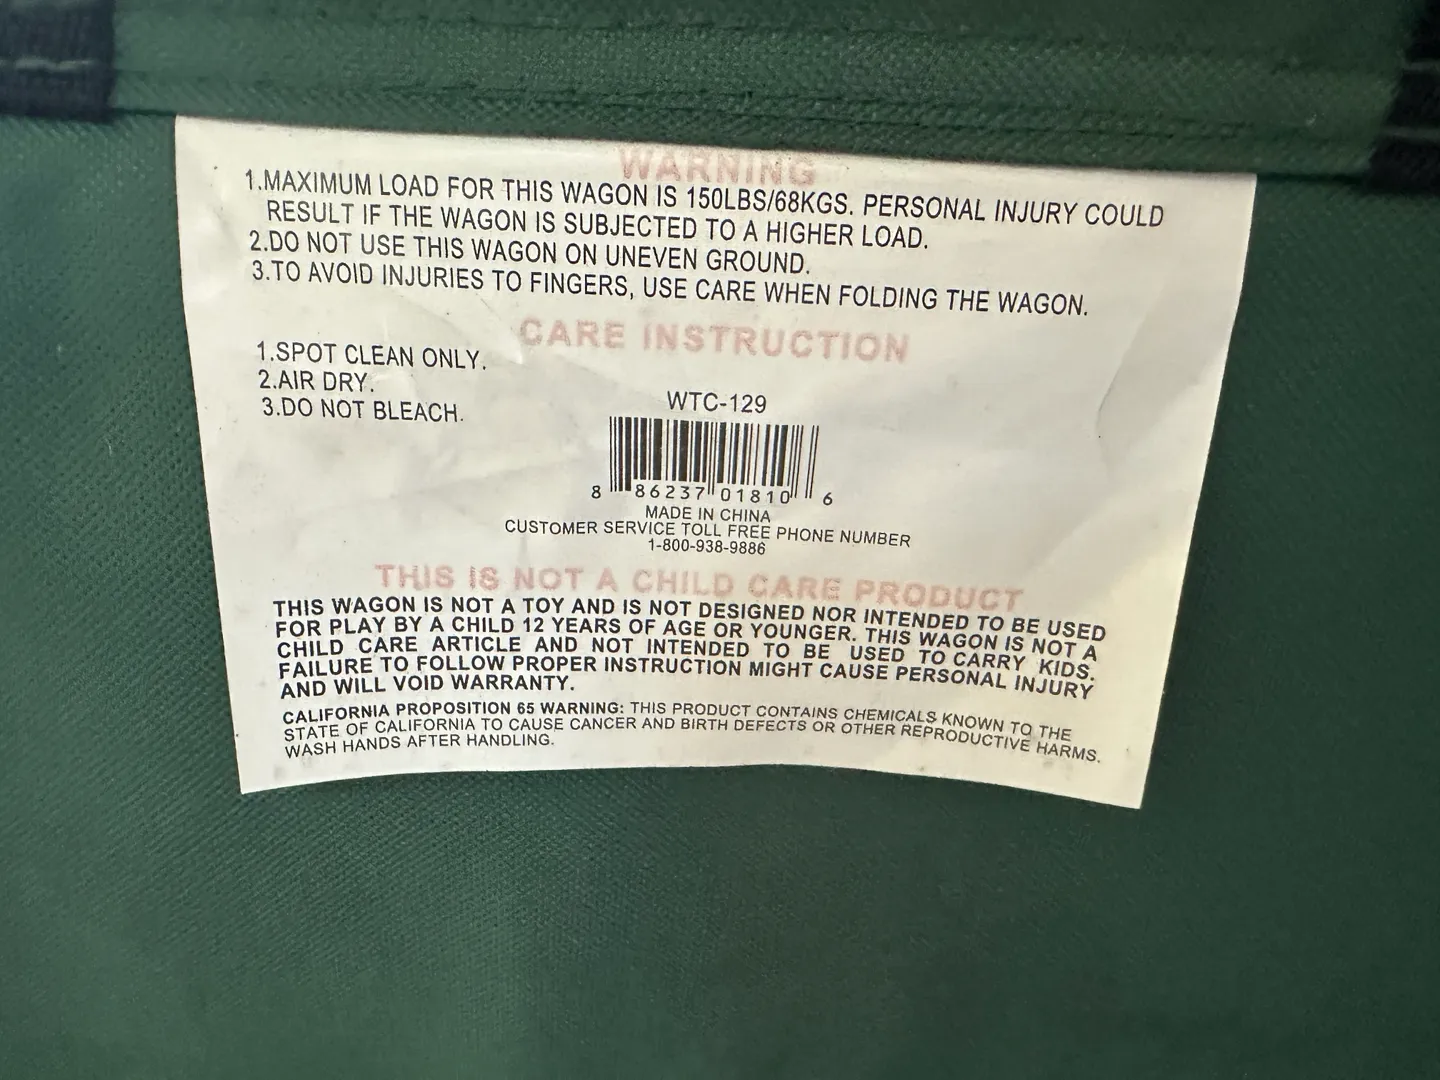 WARNING
1.MAXIMUM LOAD FOR THIS WAGON IS 150LBS/68KGS. PERSONAL INJURY COULD
RESULT IF THE WAGON IS SUBJECTED TO A HIGHER LOAD.
2.DO NOT USE THIS WAGON ON UNEVEN GROUND.
3.TO AVOID INJURIES TO FINGERS, USE CARE WHEN FOLDING THE WAGON.
CARE INSTRUCTION
1.SPOT CLEAN ONLY.
2.AIR DRY.
3.DO NOT BLEACH.
WTC-129
8 86237 01810 6
MADE IN CHINA
CUSTOMER SERVICE TOLL FREE PHONE NUMBER
1-800-938-9886
THIS IS NOT A CHILD CARE PRODUCT
THIS WAGON IS NOT A TOY AND IS NOT DESIGNED NOR INTENDED TO BE USED
FOR PLAY BY A CHILD 12 YEARS OF AGE OR YOUNGER. THIS WAGON IS NOT A
CHILD CARE ARTICLE AND NOT INTENDED TO BE USED TO CARRY KIDS.
FAILURE TO FOLLOW PROPER INSTRUCTION MIGHT CAUSE PERSONAL INJURY
AND WILL VOID WARRANTY.
CALIFORNIA PROPOSITION 65 WARNING: THIS PRODUCT CONTAINS CHEMICALS KNOWN TO THE
STATE OF CALIFORNIA TO CAUSE CANCER AND BIRTH DEFECTS OR OTHER REPRODUCTIVE HARMS.
WASH HANDS AFTER HANDLING.